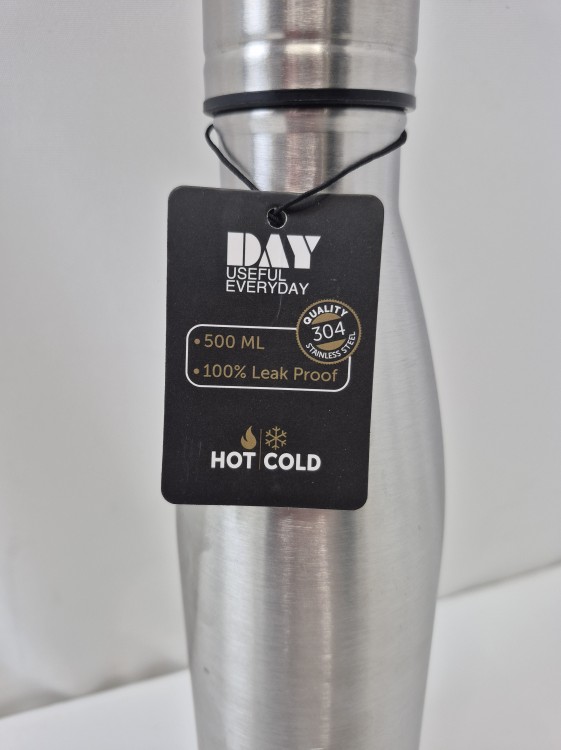 DAY
USEFUL
EVERYDAY
QUALITY
304
STAINLESS STEEL
• 500 ML
• 100% Leak Proof
HOT COLD